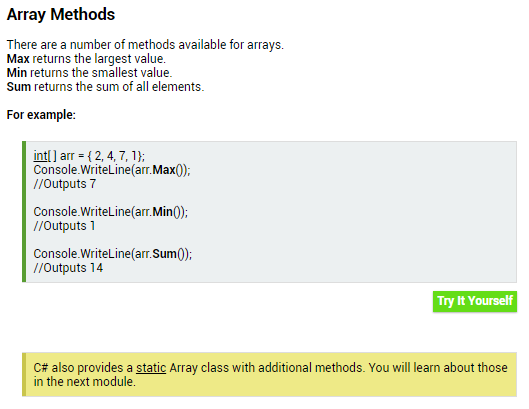 Array Methods
There are a number of methods available for arrays.
Max returns the largest value.
Min returns the smallest value.
Sum returns the sum of all elements.
For example:
int[ ] arr = { 2, 4, 7, 1};
Console.WriteLine(arr.Max());
//Outputs 7
Console.WriteLine(arr.Min());
//Outputs 1
Console.WriteLine(arr.Sum());
//Outputs 14
Try It Yourself
C# also provides a static Array class with additional methods. You will learn about those
in the next module.